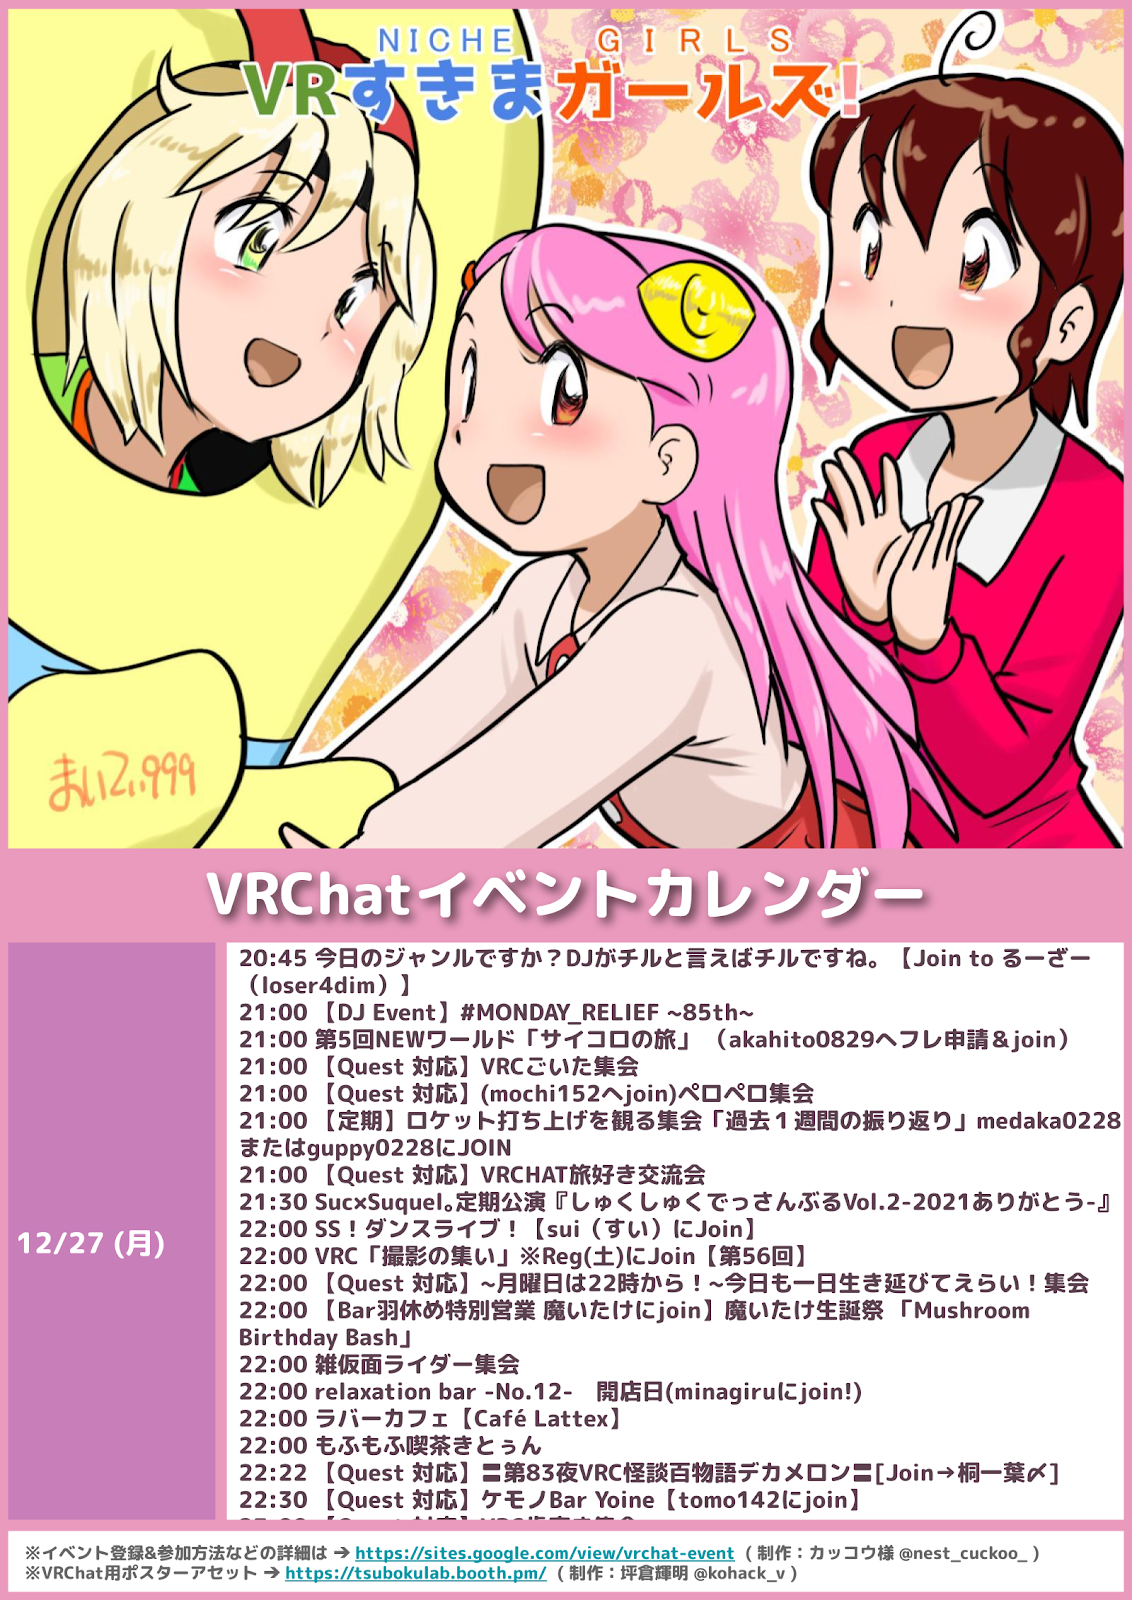 NICHE GIRLS
VRすきまガールズ!
まいこぃ999
VRChatイベントカレンダー
12/27 (月)
20:45 今日のジャンルですか？DJがチルと言えばチルですね。【Join to るーざー
（loser4dim）】
21:00 【DJ Event】#MONDAY_RELIEF ~85th~
21:00 第5回NEWワールド「サイコロの旅」 （akahito0829へフレ申請＆join）
21:00 【Quest 対応】VRCごいた集会
21:00 【Quest 対応】(mochi152へjoin)ペロペロ集会
21:00 【定期】ロケット打ち上げを観る集会「過去１週間の振り返り」medaka0228
またはguppy0228にJOIN
21:00 【Quest 対応】VRCHAT旅好き交流会
21:30 Suc×Suquel。定期公演『しゅくしゅくでっさんぶるVol.2-2021ありがとう-』
22:00 SS！ダンスライブ！【sui（すい）にJoin】
22:00 VRC「撮影の集い」※Reg(土)にJoin【第56回】
22:00 【Quest 対応】~月曜日は22時から！~今日も一日生き延びてえらい！集会
22:00 【Bar羽休め特別営業 魔いたけにjoin】魔いたけ生誕祭 「Mushroom
Birthday Bash」
22:00 雑仮面ライダー集会
22:00 relaxation bar -No.12-　開店日(minagiruにjoin!)
22:00 ラバーカフェ【Café Lattex】
22:00 もふもふ喫茶きとぅん
22:22 【Quest 対応】〓第83夜VRC怪談百物語デカメロン〓[Join→桐一葉〆]
22:30 【Quest 対応】ケモノBar Yoine【tomo142にjoin】
※イベント登録&参加方法などの詳細は ➔ https://sites.google.com/view/vrchat-event ( 制作：カッコウ様 @nest_cuckoo_ )
※VRChat用ポスターアセット ➔ https://tsubokulab.booth.pm/ ( 制作：坪倉輝明 @kohack_v )